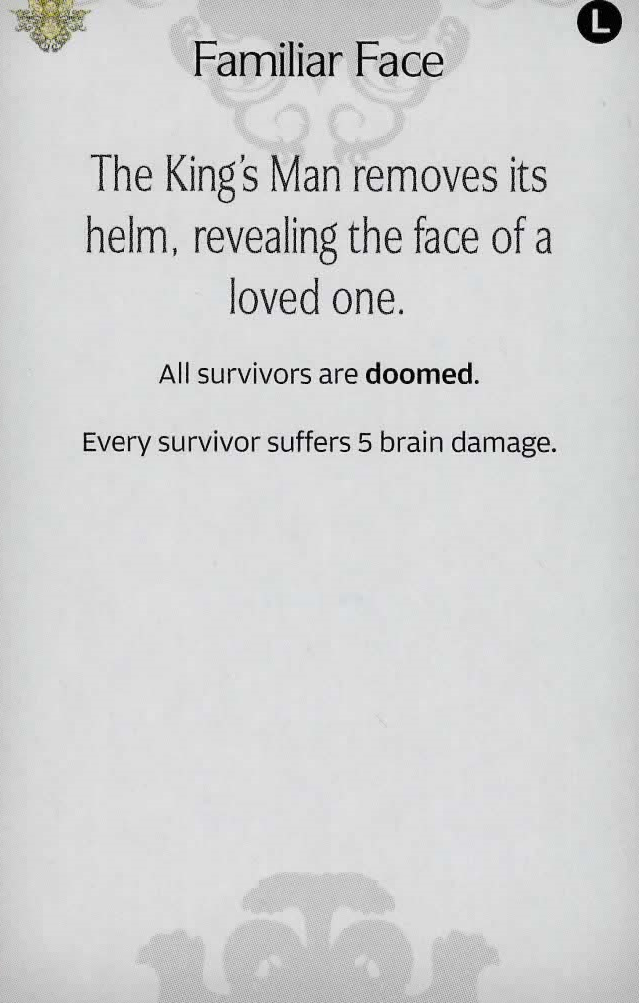 L
Familiar Face
The King's Man removes its
helm, revealing the face of a
loved one.
All survivors are doomed.
Every survivor suffers 5 brain damage.